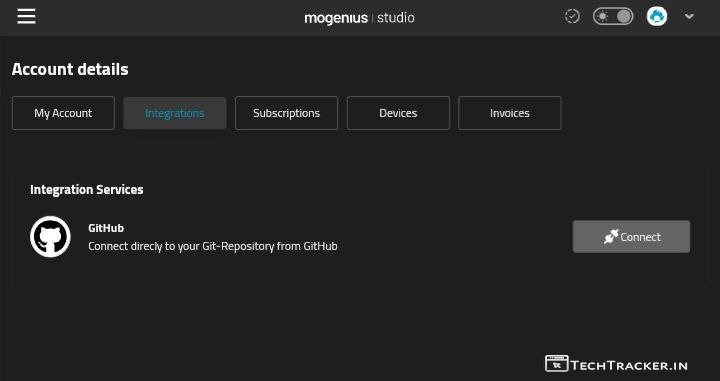 mogenius | studio
Account details
My Account
Integrations
Subscriptions
Devices
Invoices
Integration Services
GitHub
Connect direcly to your Git-Repository from GitHub
Connect
TECHTRACKER.IN